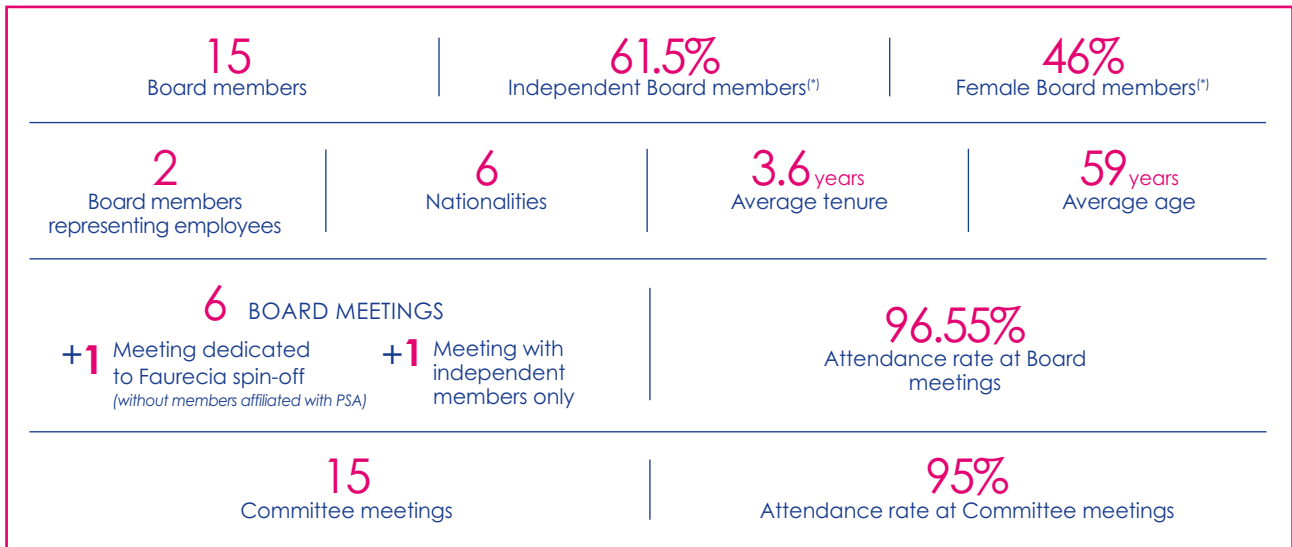 15
Board members
61.5%
Independent Board members(*)
46%
Female Board members(*)
2
Board members
representing employees
6
Nationalities
3.6 years
Average tenure
59 years
Average age
6 BOARD MEETINGS
+1 Meeting dedicated
to Faurecia spin-off
(without members affiliated with PSA)
+1 Meeting with
independent
members only
96.55%
Attendance rate at Board
meetings
15
Committee meetings
95%
Attendance rate at Committee meetings